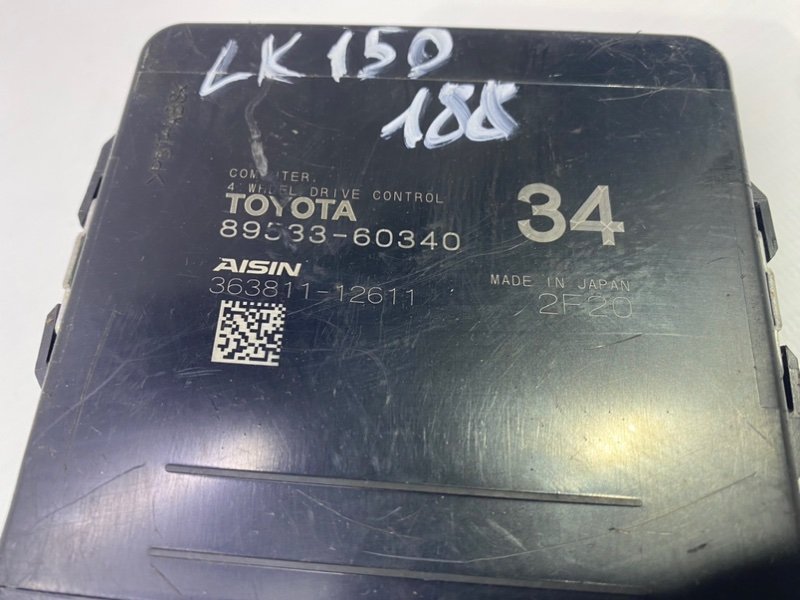 LK150
188
COMPUTER,
4 WHEEL DRIVE CONTROL
TOYOTA
89533-60340
34
AISIN
363811-12611
MADE IN JAPAN
2F20